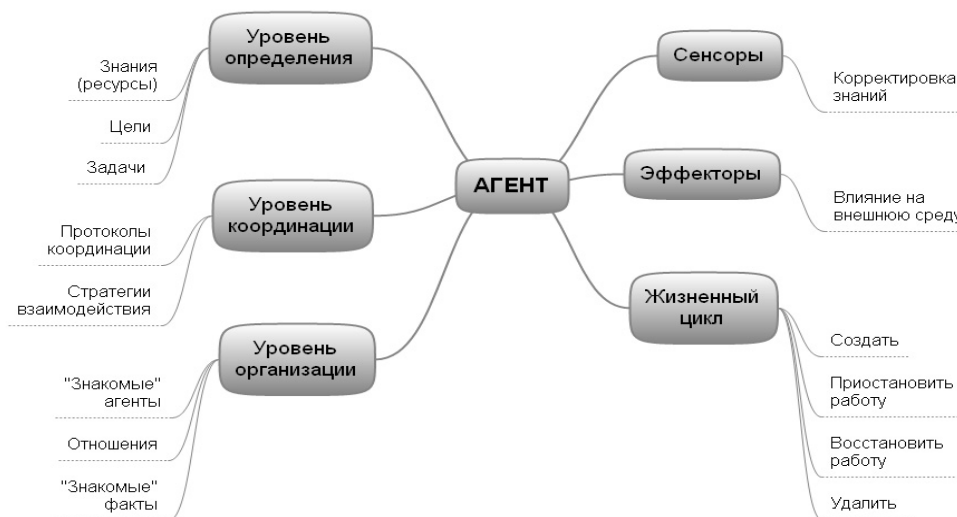 Уровень
определения
Знания
(ресурсы)
Цели
Задачи
Уровень
координации
Протоколы
координации
Стратегии
взаимодействия
Уровень
организации
"Знакомые"
агенты
Отношения
"Знакомые"
факты
АГЕНТ
Сенсоры
Корректировка
знаний
Эффекторы
Влияние на
внешнюю среду
Жизненный
цикл
Создать
Приостановить
работу
Восстановить
работу
Удалить